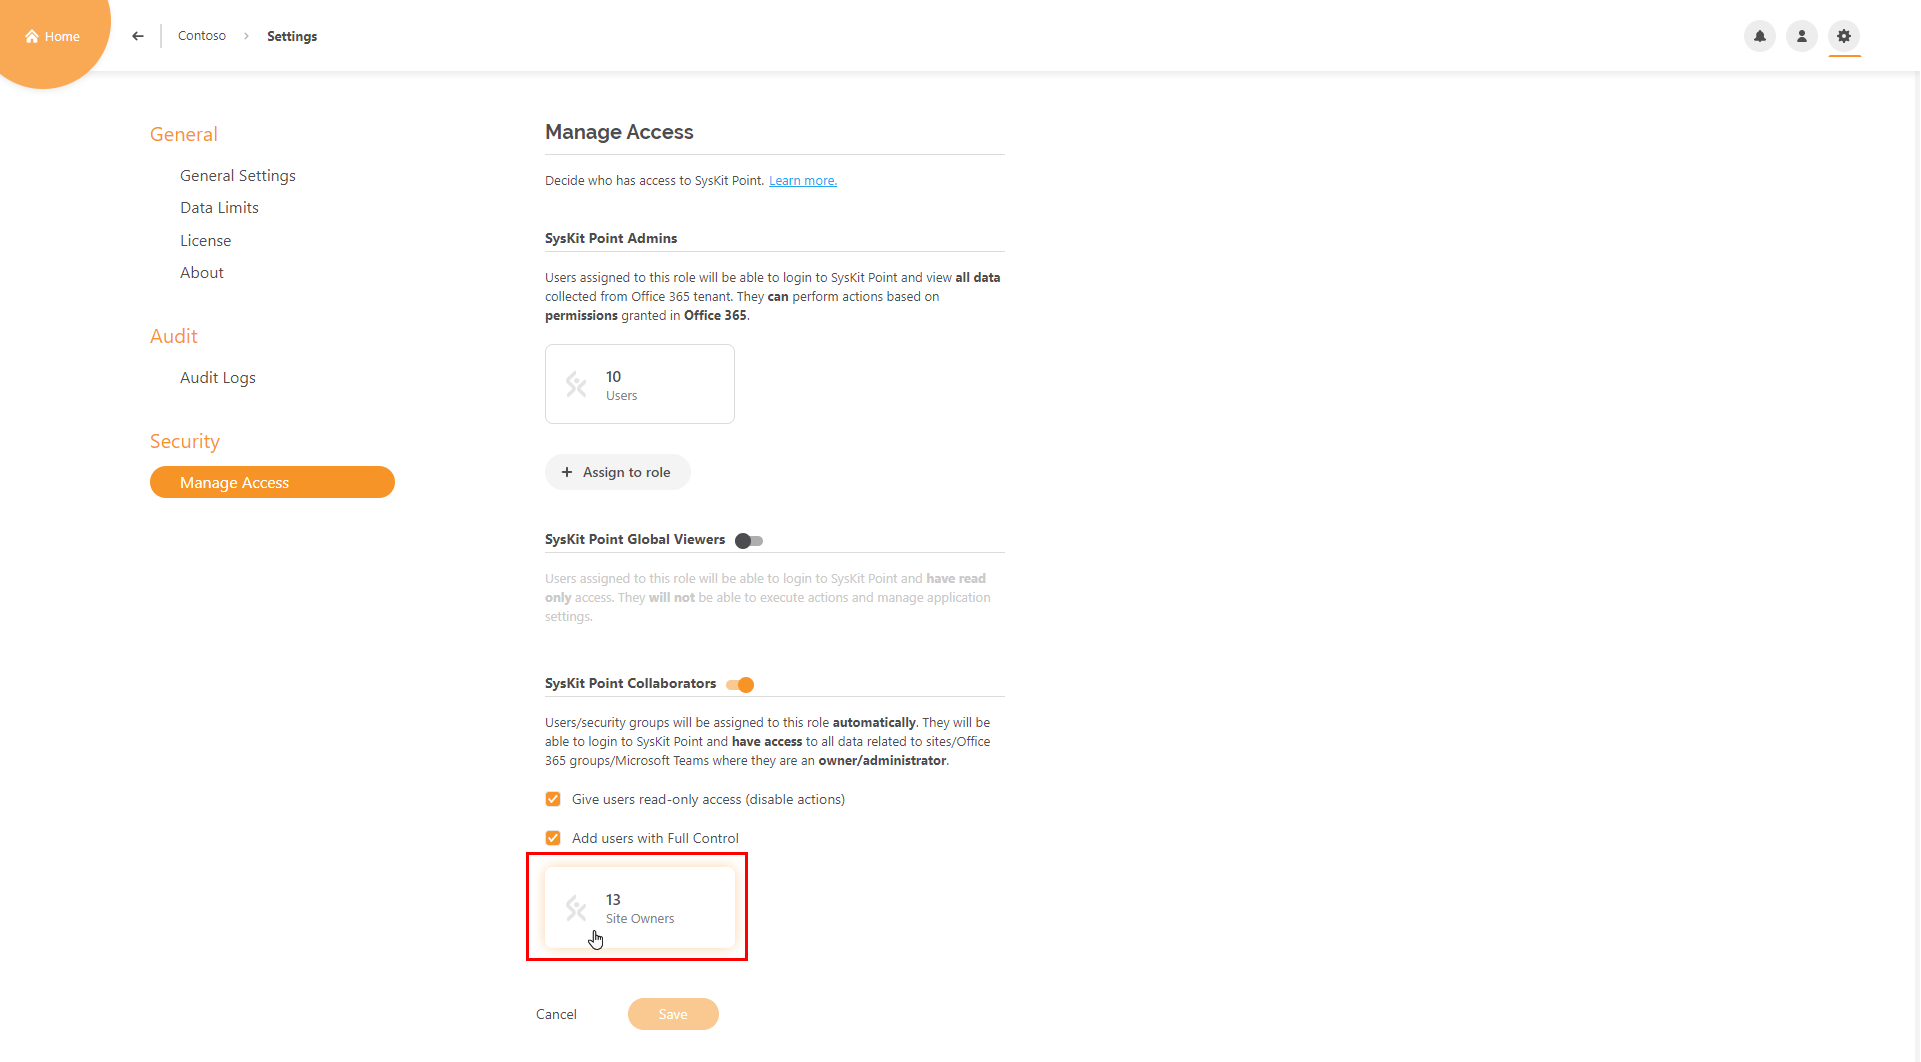 Home
Contoso
Settings
General
General Settings
Data Limits
License
About
Audit
Audit Logs
Security
Manage Access
Manage Access
Decide who has access to SysKit Point. Learn more.
SysKit Point Admins
Users assigned to this role will be able to login to SysKit Point and view all data
collected from Office 365 tenant. They can perform actions based on
permissions granted in Office 365.
10
Users
+ Assign to role
SysKit Point Global Viewers
Users assigned to this role will be able to login to SysKit Point and have read
only access. They will not be able to execute actions and manage application
settings.
SysKit Point Collaborators
Users/security groups will be assigned to this role automatically. They will be
able to login to SysKit Point and have access to all data related to sites/Office
365 groups/Microsoft Teams where they are an owner/administrator.
Give users read-only access (disable actions)
Add users with Full Control
13
Site Owners
Cancel
Save